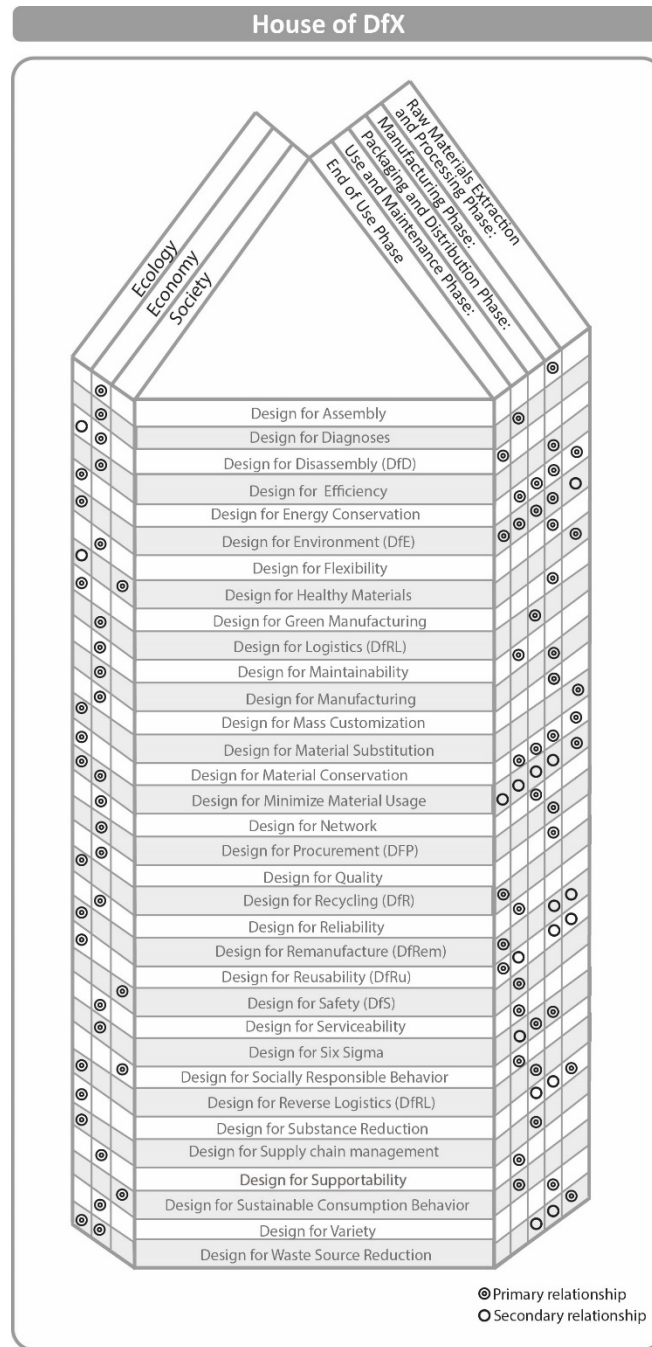 House of DfX
Ecology
Economy
Society
Raw Materials Extraction
and Processing Phase:
Manufacturing Phase:
Packaging and Distribution Phase:
Use and Maintenance Phase:
End of Use Phase
Design for Assembly
Design for Diagnoses
Design for Disassembly (DfD)
Design for Efficiency
Design for Energy Conservation
Design for Environment (DfE)
Design for Flexibility
Design for Healthy Materials
Design for Green Manufacturing
Design for Logistics (DfRL)
Design for Maintainability
Design for Manufacturing
Design for Mass Customization
Design for Material Substitution
Design for Material Conservation
Design for Minimize Material Usage
Design for Network
Design for Procurement (DFP)
Design for Quality
Design for Recycling (DfR)
Design for Reliability
Design for Remanufacture (DfRem)
Design for Reusability (DfRu)
Design for Safety (DfS)
Design for Serviceability
Design for Six Sigma
Design for Socially Responsible Behavior
Design for Reverse Logistics (DfRL)
Design for Substance Reduction
Design for Supply chain management
Design for Supportability
Design for Sustainable Consumption Behavior
Design for Variety
Design for Waste Source Reduction
Primary relationship
Secondary relationship